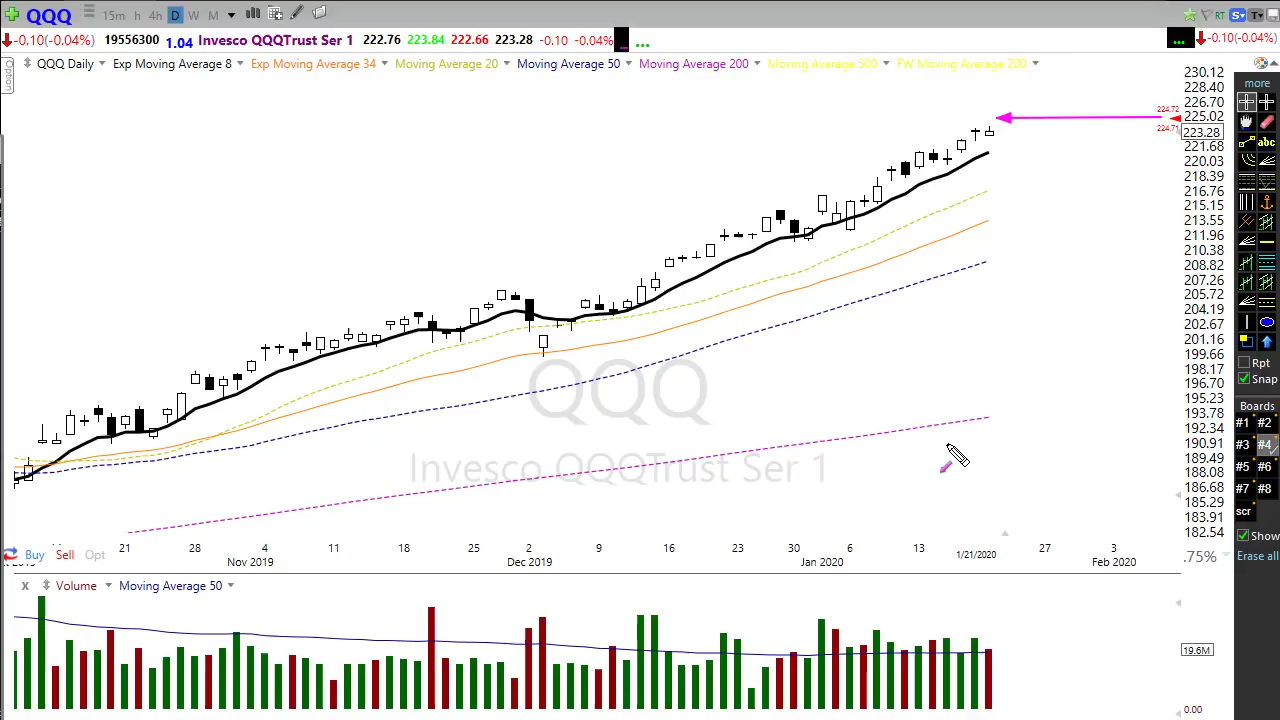 QQQ 15m h 4h D W M RT S T
-0.10(-0.04%) 19556300 1.04 Invesco QQQTrust Ser 1 222.76 223.84 222.66 223.28 -0.10 -0.04% ... ... -0.10(-0.04%)
Option
QQQ Daily Exp Moving Average 8 Exp Moving Average 34 Moving Average 20 Moving Average 50 Moving Average 200 Moving Average 500 FW Moving Average 200
230.12
228.40
226.70
224.72
225.02
224.71
223.28
221.68
220.03
218.39
216.76
215.15
213.55
211.96
210.38
208.82
207.26
205.72
204.19
202.67
201.16
199.66
198.17
196.70
195.23
193.78
192.34
190.91
189.49
188.08
186.68
185.29
183.91
182.54
QQQ
Invesco QQQTrust Ser 1
more
abc
Rpt
Snap
Boards
#1 #2
#3 #4
#5 #6
#7 #8
scr
Show
Erase all
21 28 4 11 18 25 2 9 16 23 30 6 13 1/21/2020 27 3
Buy Sell Opt
Nov 2019 Dec 2019 Jan 2020 Feb 2020
.75%
x Volume Moving Average 50
19.6M
0.00